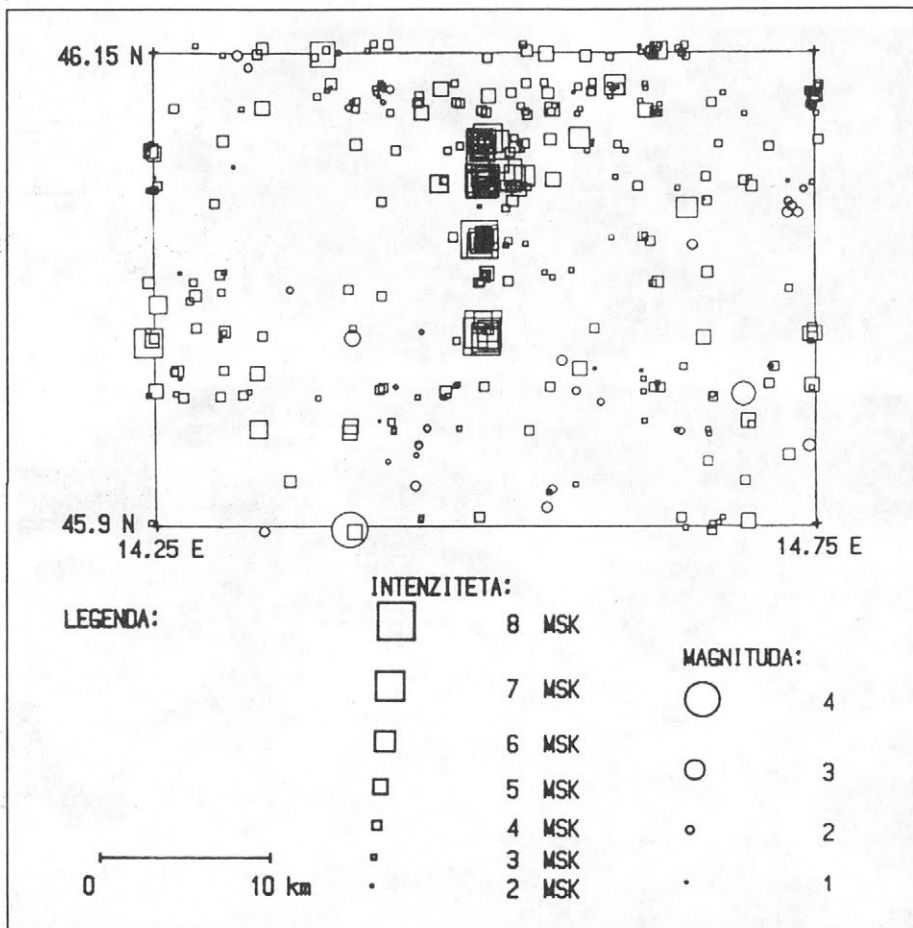 46.15 N
45.9 N
14.25 E
14.75 E
LEGENDA:
INTENZITETA:
8 MSK
7 MSK
6 MSK
5 MSK
4 MSK
3 MSK
2 MSK
MAGNITUDA:
4
3
2
1
0 10 km